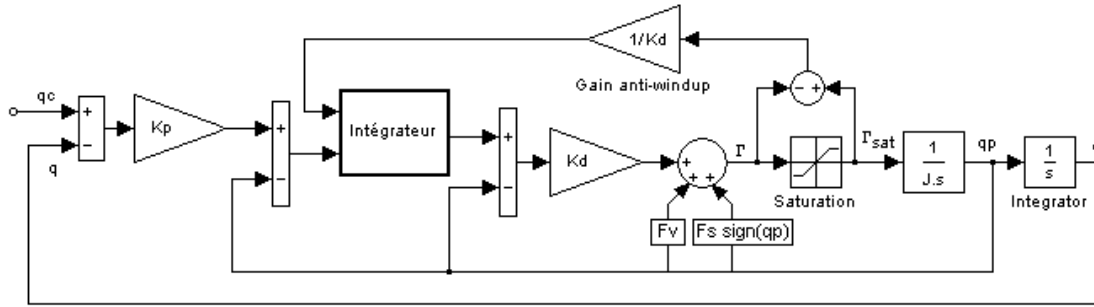 1/Kd
Gain anti-windup
qc
+
−
q
Kp
+
−
Intégrateur
+
−
Kd
+
+ +
Γ
− +
Γsat
Saturation
1
J.s
qp
1
s
Integrator
Fv
Fs sign(qp)